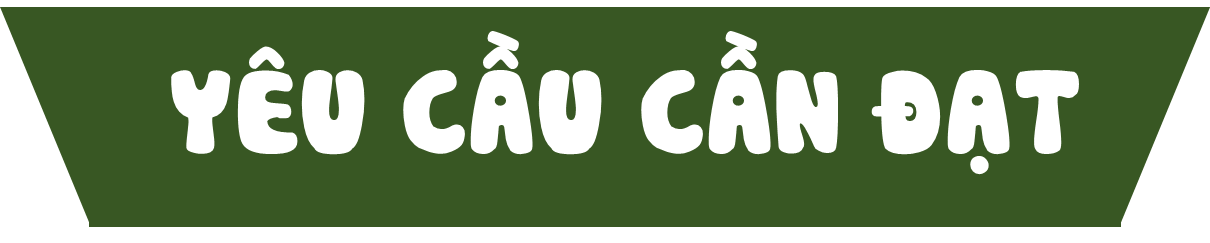 YÊU CẦU CẦN ĐẠT